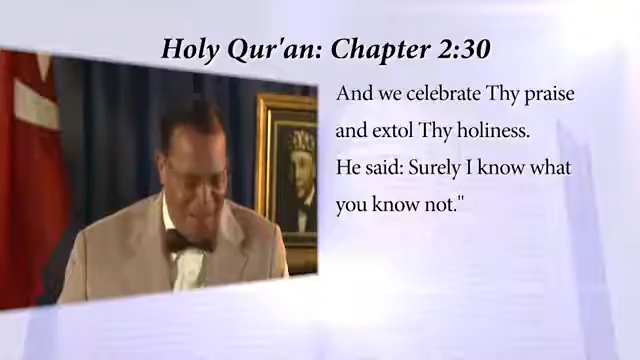 Holy Qur'an: Chapter 2:30
And we celebrate Thy praise
and extol Thy holiness.
He said: Surely I know what
you know not."